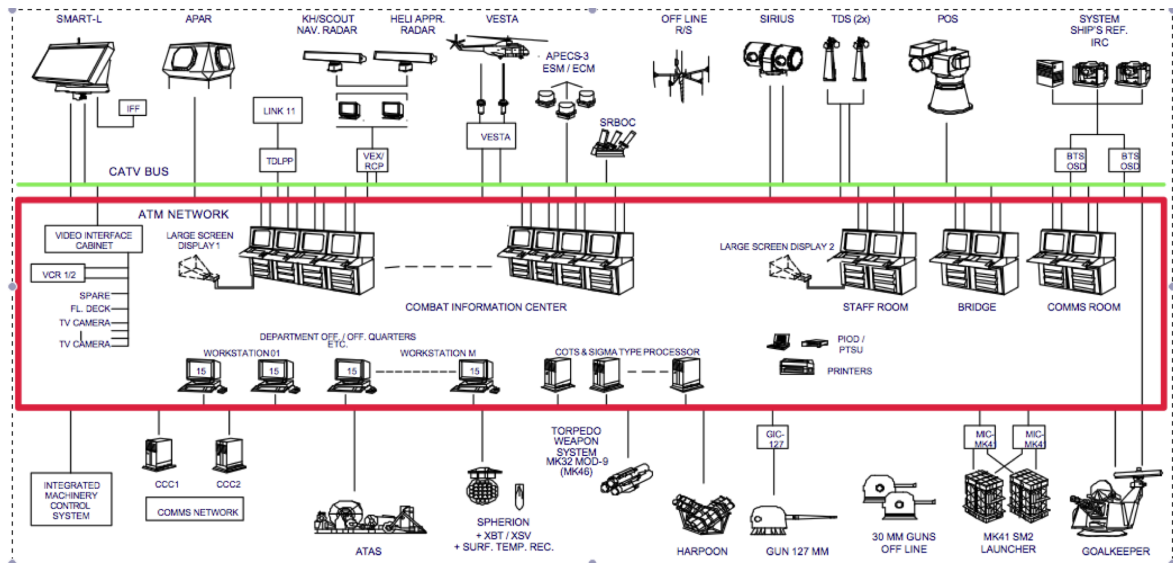 SMART-L
APAR
KH/SCOUT
NAV. RADAR
HELI APPR.
RADAR
VESTA
APECS-3
ESM / ECM
OFF LINE
R/S
SIRIUS
TDS (2x)
POS
SYSTEM
SHIP'S REF.
IRC
IFF
LINK 11
VESTA
SRBOC
TDLPP
VEX/
RCP
BTS
OSD
BTS
OSD
CATV BUS
ATM NETWORK
VIDEO INTERFACE
CABINET
LARGE SCREEN
DISPLAY 1
LARGE SCREEN DISPLAY 2
VCR 1/2
SPARE
FL. DECK
TV CAMERA
TV CAMERA
COMBAT INFORMATION CENTER
STAFF ROOM
BRIDGE
COMMS ROOM
DEPARTMENT OFF. / OFF. QUARTERS
ETC.
WORKSTATION 01
WORKSTATION M
COTS & SIGMA TYPE PROCESSOR
PIOD /
PTSU
PRINTERS
15
15
15
15
INTEGRATED
MACHINERY
CONTROL
SYSTEM
CCC1
CCC2
COMMS NETWORK
ATAS
SPHERION
+ XBT / XSV
+ SURF. TEMP. REC.
TORPEDO
WEAPON
SYSTEM
MK32 MOD-9
(MK46)
HARPOON
GIC-
127
GUN 127 MM
30 MM GUNS
OFF LINE
MIC-
MK41
MIC-
MK41
MK41 SM2
LAUNCHER
GOALKEEPER